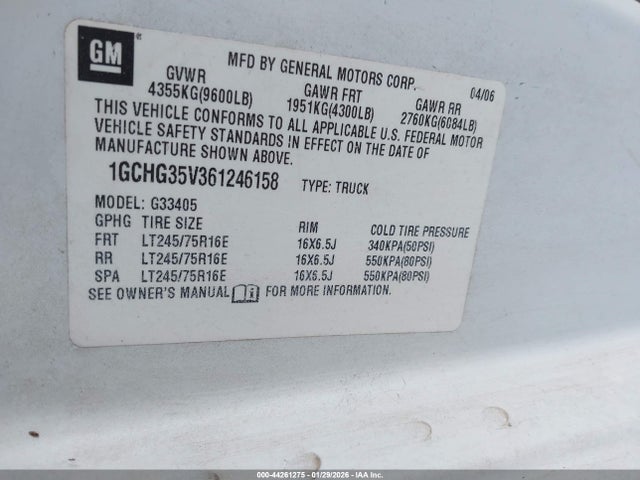 GM
MFD BY GENERAL MOTORS CORP.
04/06
GVWR GAWR FRT GAWR RR
4355KG(9600LB) 1951KG(4300LB) 2760KG(6084LB)
THIS VEHICLE CONFORMS TO ALL APPLICABLE U.S. FEDERAL MOTOR
VEHICLE SAFETY STANDARDS IN EFFECT ON THE DATE OF
MANUFACTURE SHOWN ABOVE.
1GCHG35V361246158 TYPE: TRUCK
MODEL: G33405
GPHG TIRE SIZE RIM COLD TIRE PRESSURE
FRT LT245/75R16E 16X6.5J 340KPA(50PSI)
RR LT245/75R16E 16X6.5J 550KPA(80PSI)
SPA LT245/75R16E 16X6.5J 550KPA(80PSI)
SEE OWNER'S MANUAL FOR MORE INFORMATION.
000-44261275 - 01/29/2026 - IAA Inc.